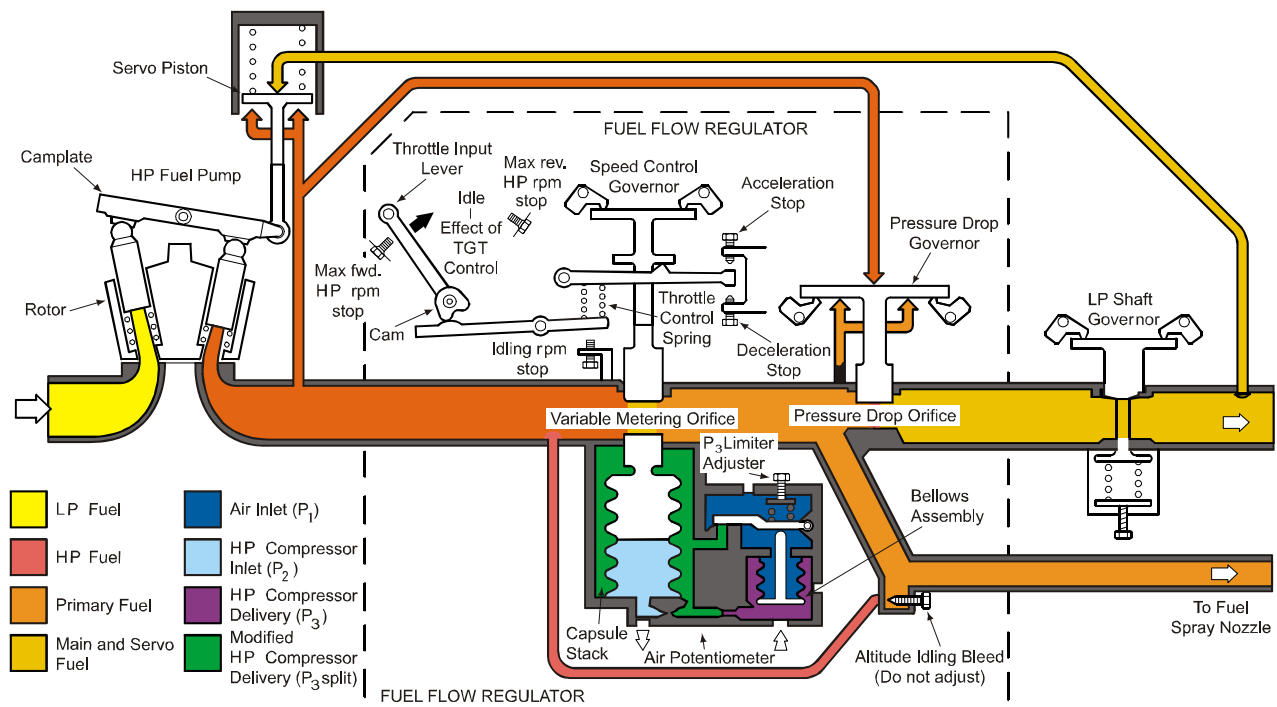 Servo Piston
FUEL FLOW REGULATOR
Camplate
HP Fuel Pump
Throttle Input
Lever
Max rev.
HP rpm
stop
Idle
Effect of
TGT
Control
Speed Control
Governor
Acceleration
Stop
Pressure Drop
Governor
Max fwd.
HP rpm
stop
Rotor
Cam
Throttle
Control
Spring
Idling rpm
stop
Deceleration
Stop
LP Shaft
Governor
Variable Metering Orifice
Pressure Drop Orifice
P3 Limiter
Adjuster
Bellows
Assembly
LP Fuel
HP Fuel
Primary Fuel
Main and Servo
Fuel
Air Inlet (P1)
HP Compressor
Inlet (P2)
HP Compressor
Delivery (P3)
Modified
HP Compressor
Delivery (P3 split)
Capsule
Stack
Air Potentiometer
Altitude Idling Bleed
(Do not adjust)
To Fuel
Spray Nozzle
FUEL FLOW REGULATOR